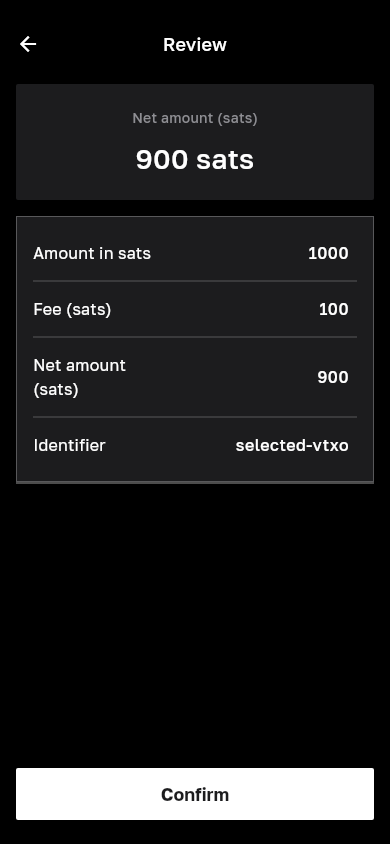 Review
Net amount (sats)
900 sats
Amount in sats 1000
Fee (sats) 100
Net amount
(sats) 900
Identifier selected-vtxo
Confirm